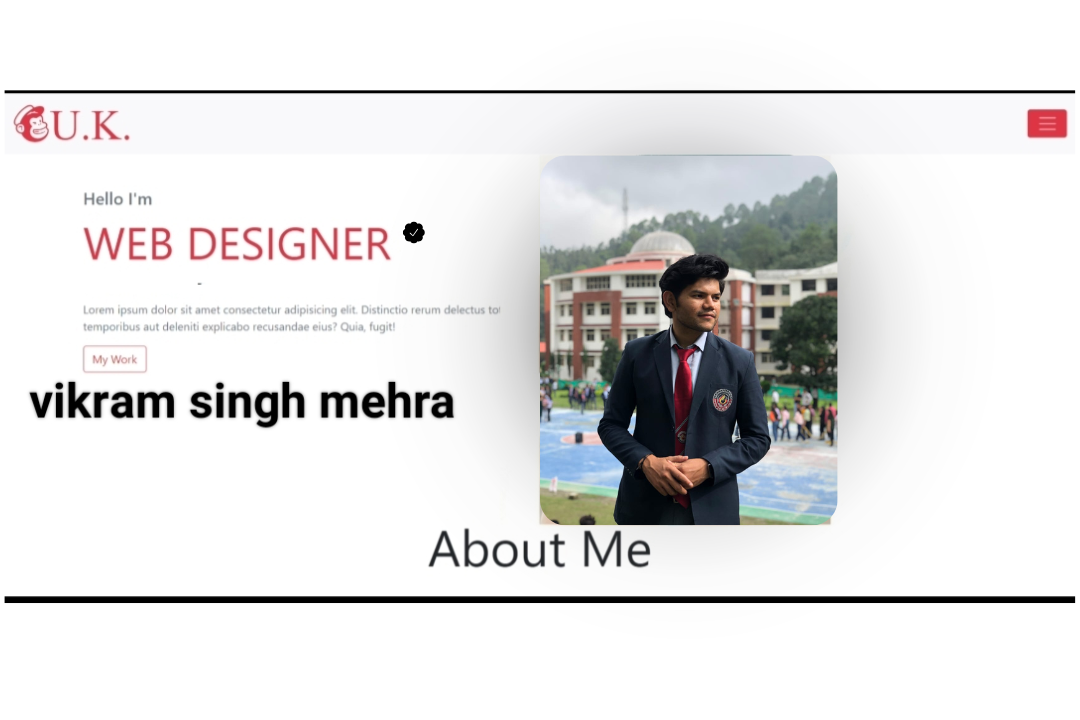 U.K.
Hello I'm
WEB DESIGNER
-
Lorem ipsum dolor sit amet consectetur adipisicing elit. Distinctio rerum delectus
temporibus aut deleniti explicabo recusandae eius? Quia, fugit!
My Work
vikram singh mehra
About Me